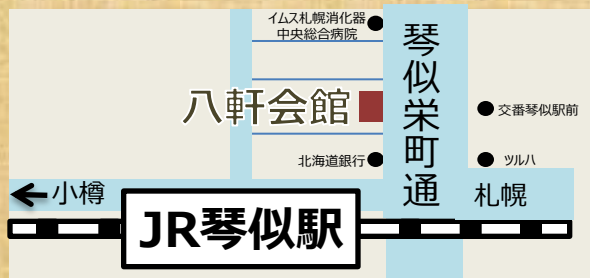 イムス札幌消化器
中央総合病院
琴似栄町通
八軒会館
交番琴似駅前
北海道銀行
ツルハ
小樽
札幌
JR琴似駅